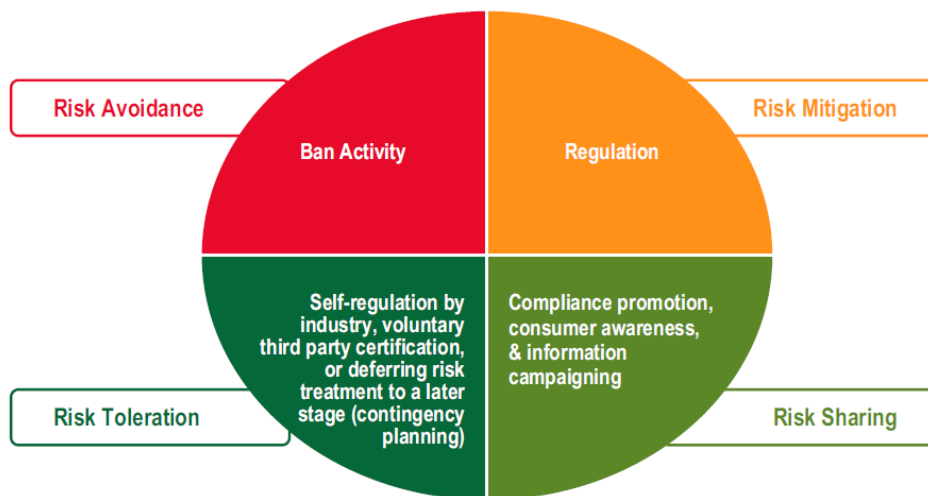 Risk Avoidance
Ban Activity
Regulation
Risk Mitigation
Self-regulation by
industry, voluntary
third party certification,
or deferring risk
treatment to a later
stage (contingency
planning)
Compliance promotion,
consumer awareness,
& information
campaigning
Risk Toleration
Risk Sharing